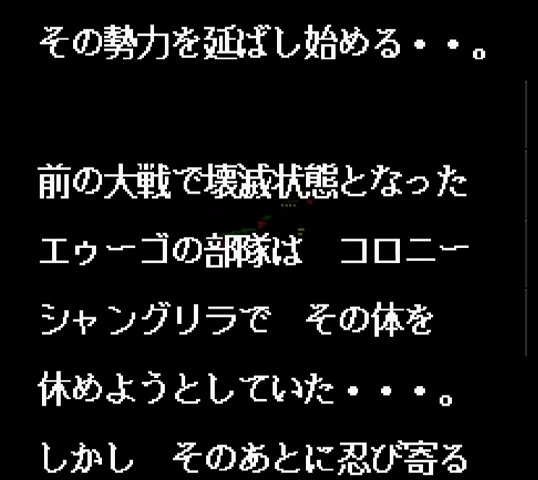 その勢力を延ばし始める・・。
前の大戦で壊滅状態となった
エゥーゴの部隊は　コロニー
シャングリラで　その体を
休めようとしていた・・・。
しかし　そのあとに忍び寄る